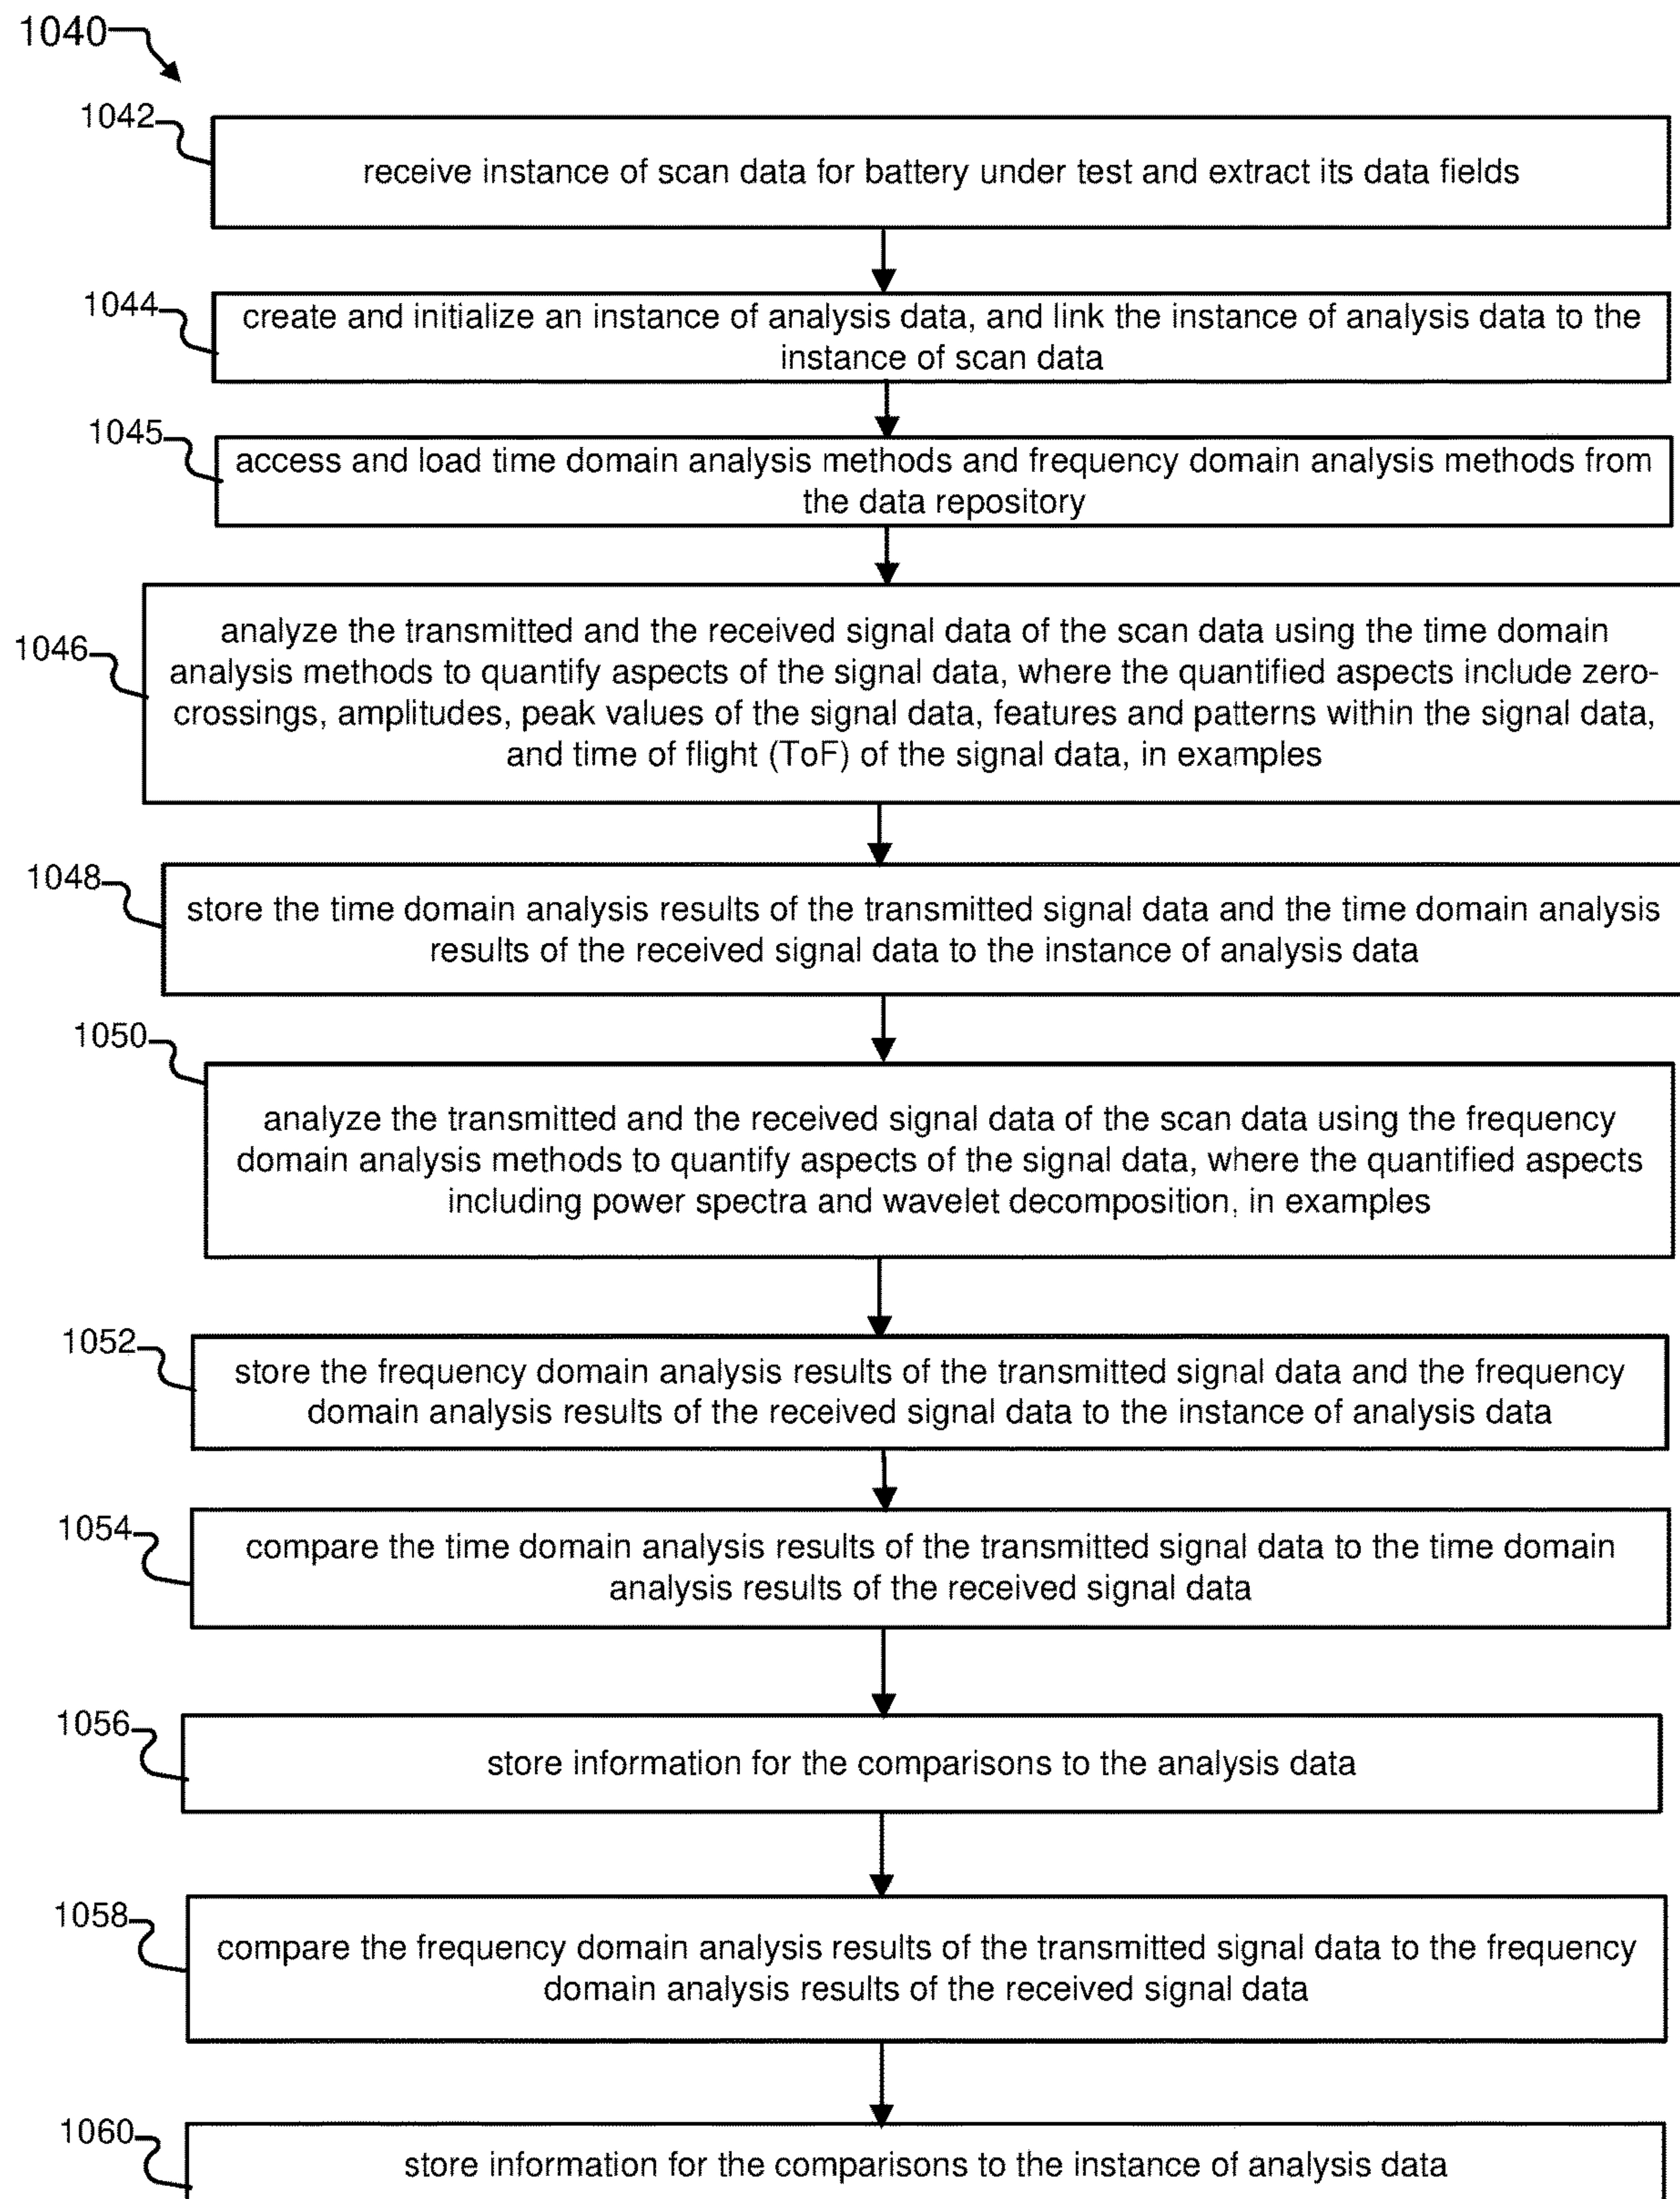 1040
1042
receive instance of scan data for battery under test and extract its data fields
1044
create and initialize an instance of analysis data, and link the instance of analysis data to the
instance of scan data
1045
access and load time domain analysis methods and frequency domain analysis methods from
the data repository
1046
analyze the transmitted and the received signal data of the scan data using the time domain
analysis methods to quantify aspects of the signal data, where the quantified aspects include zero-
crossings, amplitudes, peak values of the signal data, features and patterns within the signal data,
and time of flight (ToF) of the signal data, in examples
1048
store the time domain analysis results of the transmitted signal data and the time domain analysis
results of the received signal data to the instance of analysis data
1050
analyze the transmitted and the received signal data of the scan data using the frequency
domain analysis methods to quantify aspects of the signal data, where the quantified aspects
including power spectra and wavelet decomposition, in examples
1052
store the frequency domain analysis results of the transmitted signal data and the frequency
domain analysis results of the received signal data to the instance of analysis data
1054
compare the time domain analysis results of the transmitted signal data to the time domain
analysis results of the received signal data
1056
store information for the comparisons to the analysis data
1058
compare the frequency domain analysis results of the transmitted signal data to the frequency
domain analysis results of the received signal data
1060
store information for the comparisons to the instance of analysis data